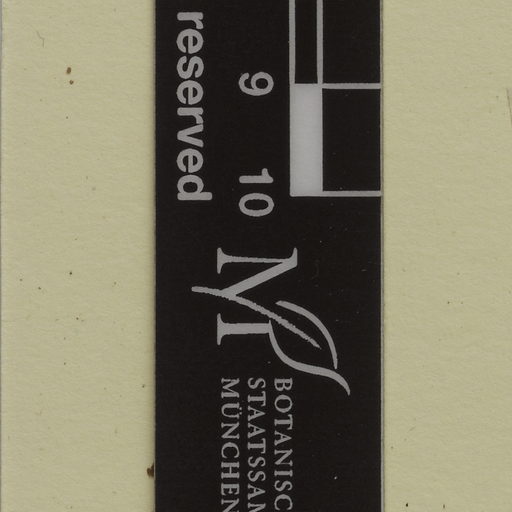 reserved
9
10
M
BOTANISC
STAATSSAM
MÜNCHEN